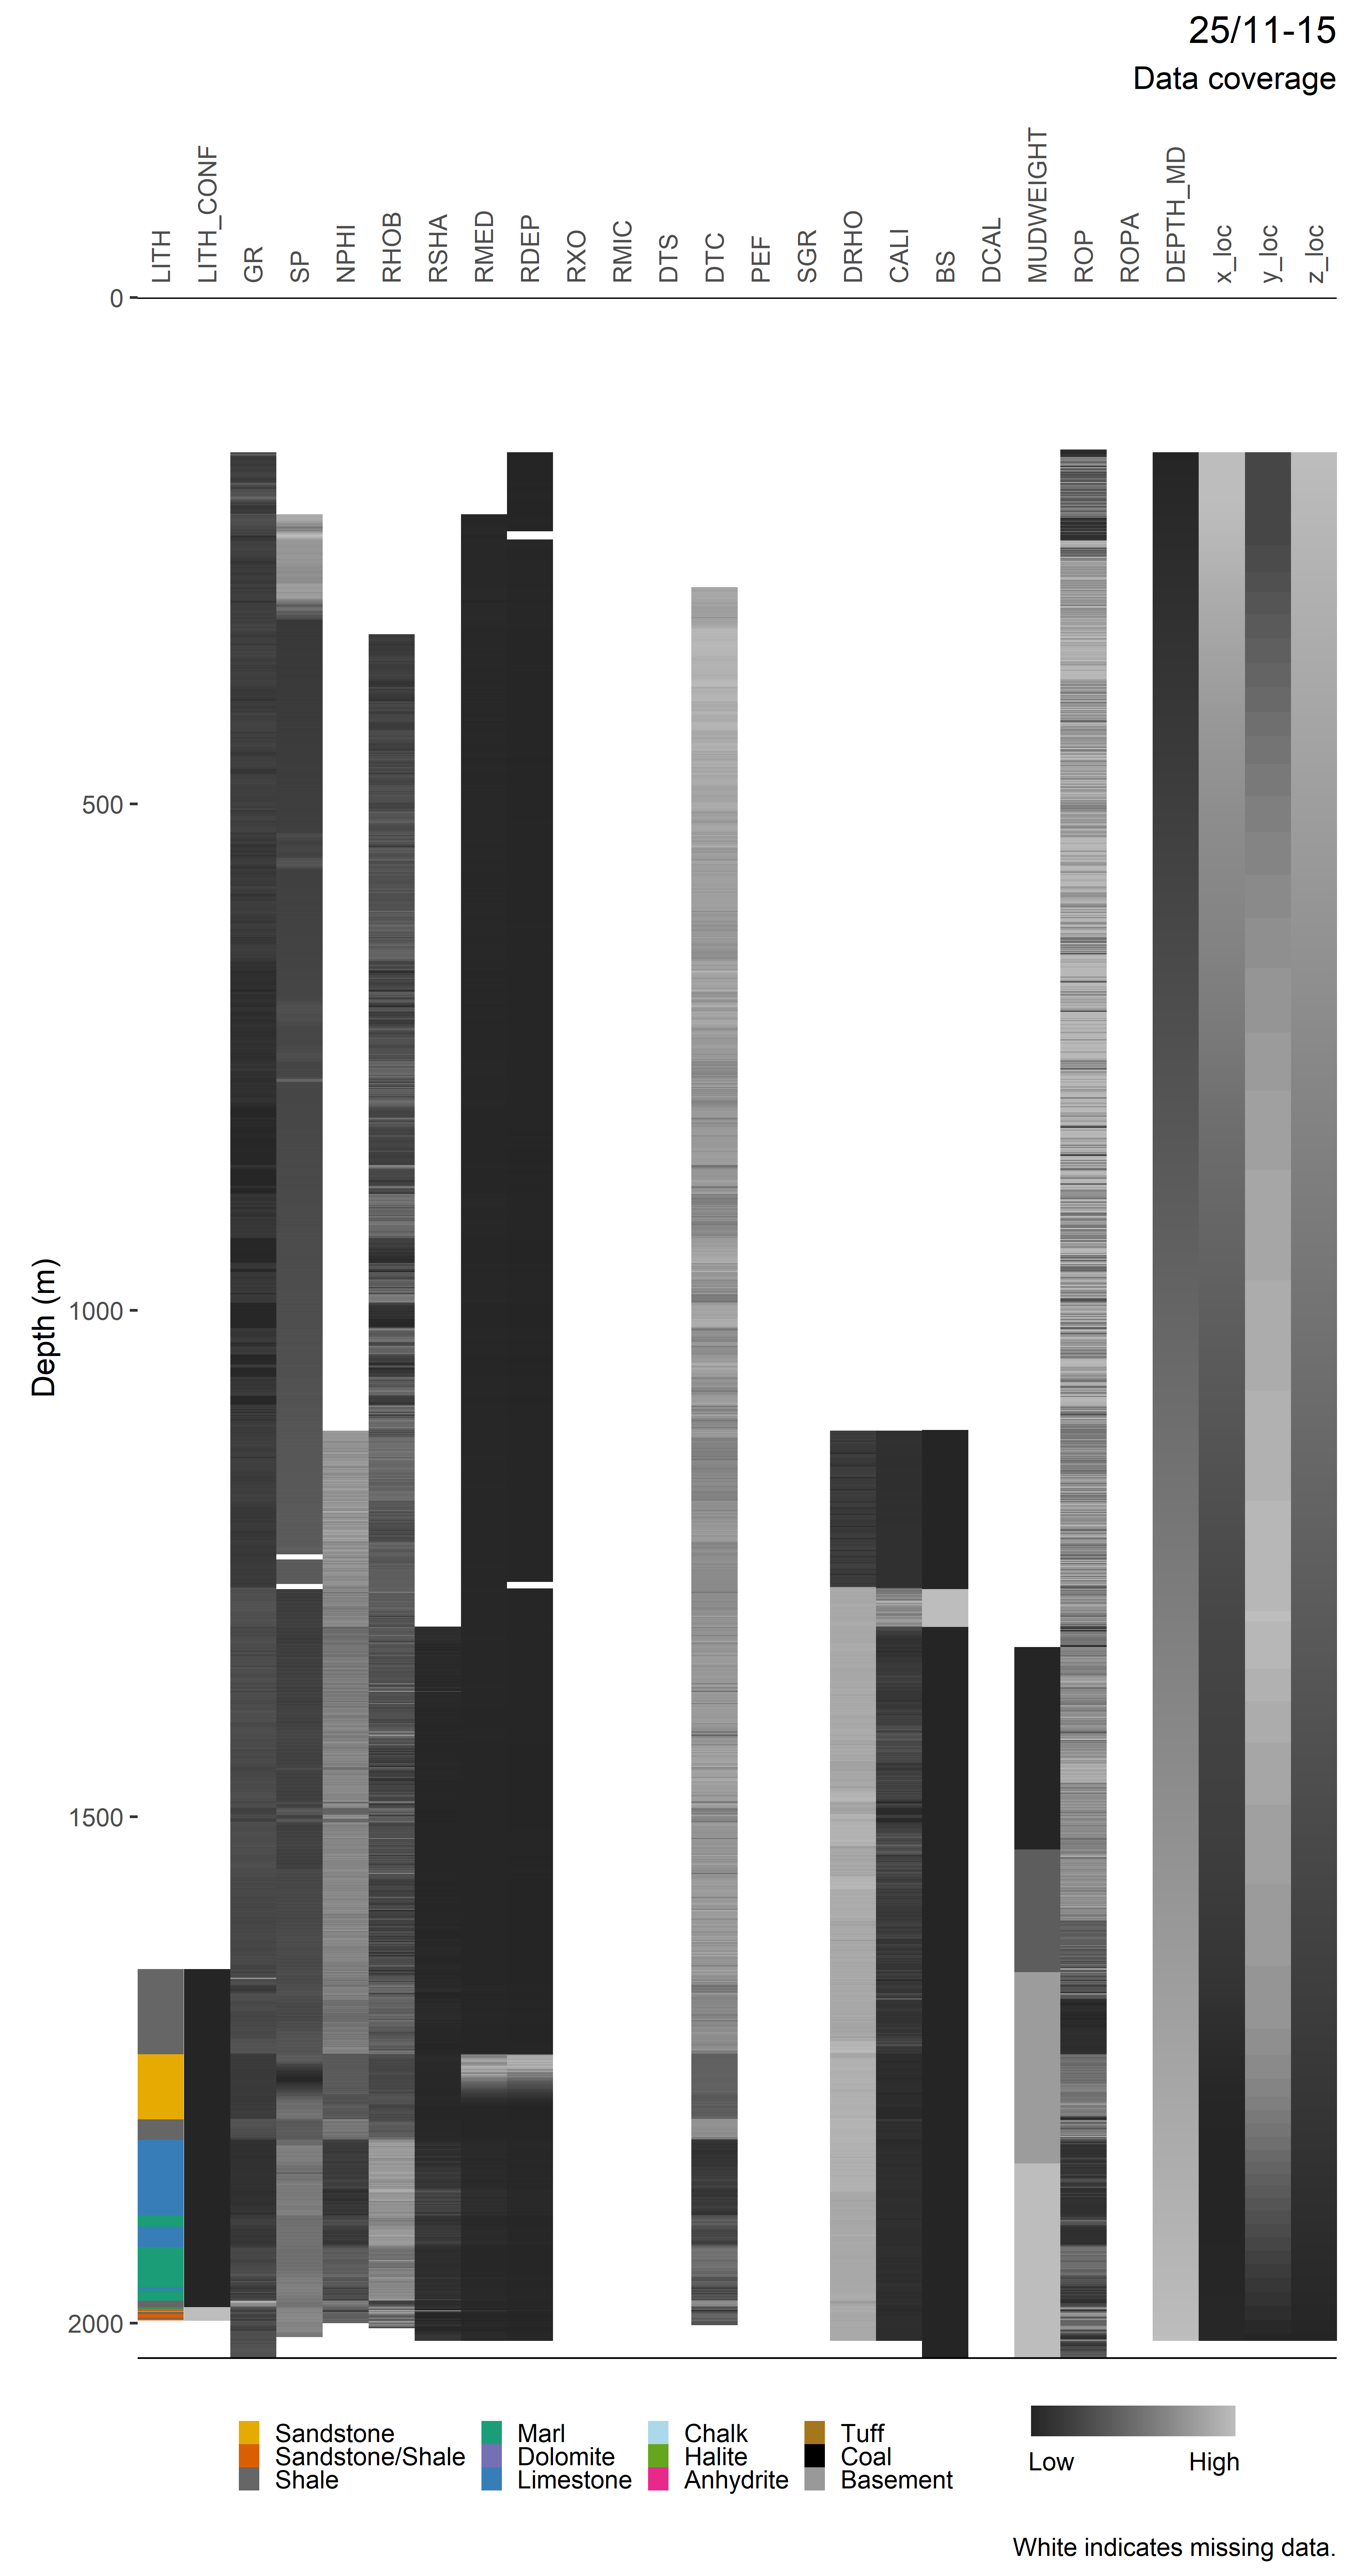 25/11-15
Data coverage
LITH
LITH_CONF
GR
SP
NPHI
RHOB
RSHA
RMED
RDEP
RXO
RMIC
DTS
DTC
PEF
SGR
DRHO
CALI
BS
DCAL
MUDWEIGHT
ROP
ROPA
DEPTH_MD
x_loc
y_loc
z_loc
0
500
1000
1500
2000
Depth (m)
Sandstone
Sandstone/Shale
Shale
Marl
Dolomite
Limestone
Chalk
Halite
Anhydrite
Tuff
Coal
Basement
Low High
White indicates missing data.